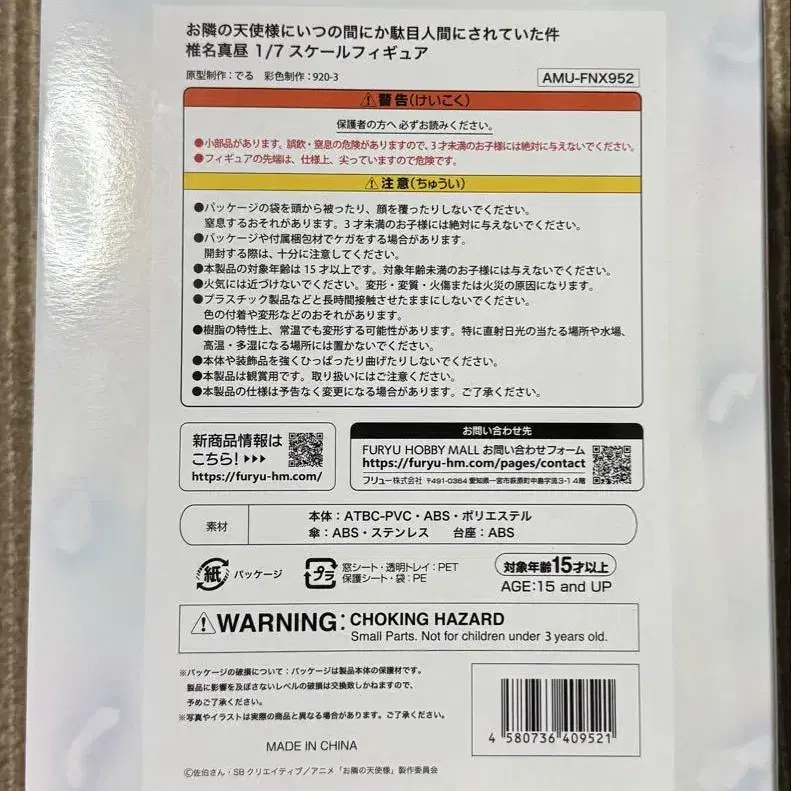 お隣の天使様にいつの間にか駄目人間にされていた件
椎名真昼 1/7 スケールフィギュア
原型制作：でる 彩色制作：920-3
AMU-FNX952
⚠警告(けいこく)
保護者の方へ 必ずお読みください。
●小部品があります。誤飲・窒息の危険がありますので、3才未満のお子様には絶対に与えないでください。
●フィギュアの先端は、仕様上、尖っていますので危険です。
⚠注意(ちゅうい)
●パッケージの袋を頭から被ったり、顔を覆ったりしないでください。
窒息するおそれがあります。3才未満のお子様には絶対に与えないでください。
●パッケージや付属梱包材でケガをする場合があります。
開封する際は、十分に注意してください。
●本製品の対象年齢は15才以上です。対象年齢未満のお子様には与えないでください。
●火気には近づけないでください。変形・変質・火傷または火災の原因になります。
●プラスチック製品などと長時間接触させたままにしないでください。
色の付着や変形などのおそれがあります。
●樹脂の特性上、常温でも変形する可能性があります。特に直射日光の当たる場所や水場、
高温・多湿になる場所には置かないでください。
●本体や装飾品を強くひっぱったり曲げたりしないでください。
●本製品は観賞用です。取り扱いにはご注意ください。
●本製品の仕様は予告なく変更になる場合があります。ご了承ください。
新商品情報は
こちら!▶▶▶
https://furyu-hm.com/
お問い合わせ先
FURYU HOBBY MALL お問い合わせフォーム
https://furyu-hm.com/pages/contact
フリュー株式会社 〒491-0364 愛知県一宮市萩原町中島字流3-14階
素材
本体：ATBC-PVC・ABS・ポリエステル
傘：ABS・ステンレス 台座：ABS
紙 パッケージ
プラ
窓シート・透明トレイ：PET
保護シート・袋：PE
対象年齢15才以上
AGE:15 and UP
⚠WARNING: CHOKING HAZARD
Small Parts. Not for children under 3 years old.
※パッケージの破損について：パッケージは製品本体の保護材です。
製品に影響を及ぼさないレベルの破損は交換致しかねますので、
予めご了承ください。
※写真やイラストは実際の商品と異なる場合があります。ご了承ください。
MADE IN CHINA
4 580736 409521
©佐伯さん・SBクリエイティブ/アニメ「お隣の天使様」製作委員会